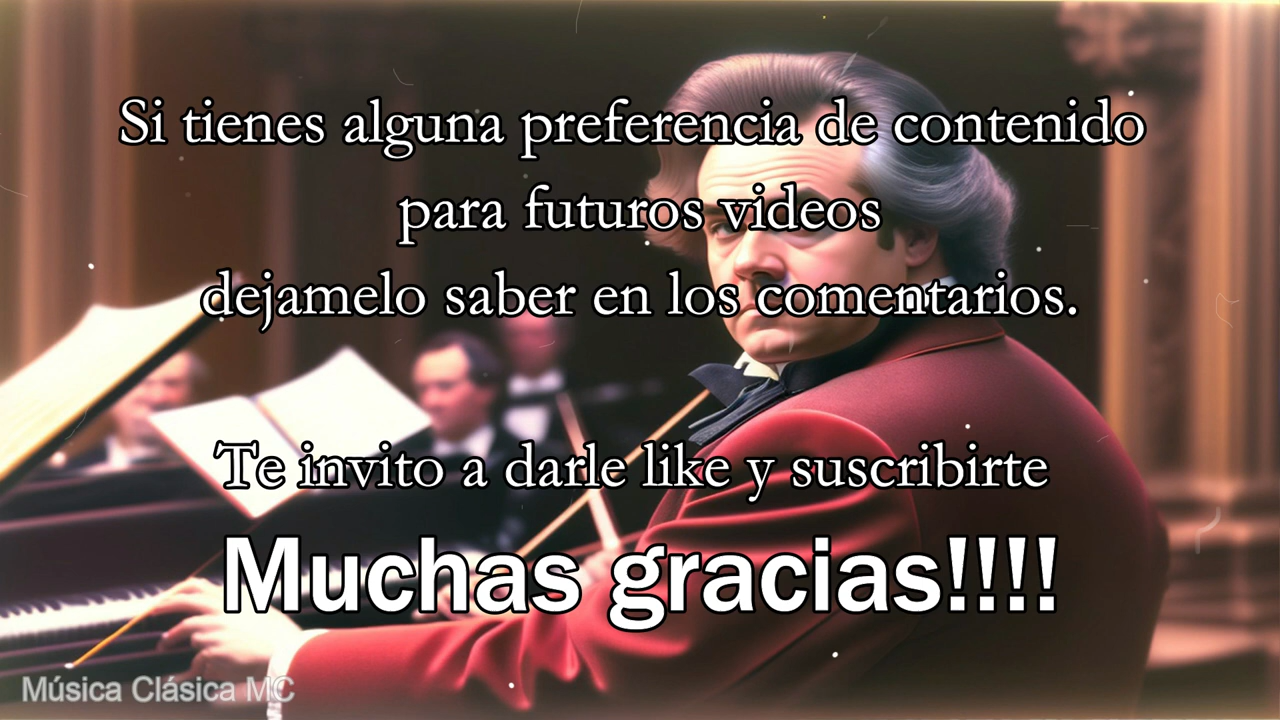 Si tienes alguna preferencia de contenido
para futuros videos
dejamelo saber en los comentarios.
Te invito a darle like y suscribirte
Muchas gracias!!!!
Música Clásica MC